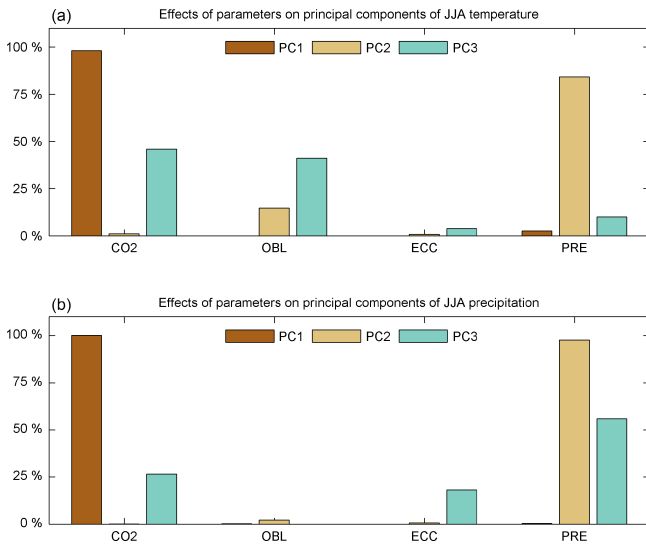 (a) Effects of parameters on principal components of JJA temperature
100 %
PC1 PC2 PC3
75 %
50 %
25 %
0 %
CO2 OBL ECC PRE
(b) Effects of parameters on principal components of JJA precipitation
100 %
PC1 PC2 PC3
75 %
50 %
25 %
0 %
CO2 OBL ECC PRE